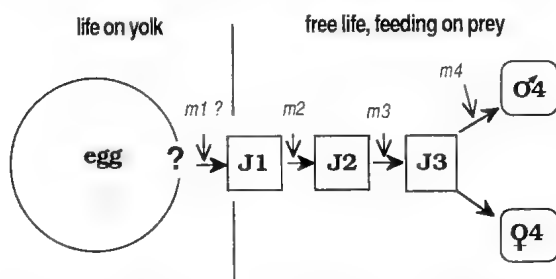 life on yolk
free life, feeding on prey
m4
♂4
m1 ?
m2
m3
egg
?
J1
J2
J3
♀4